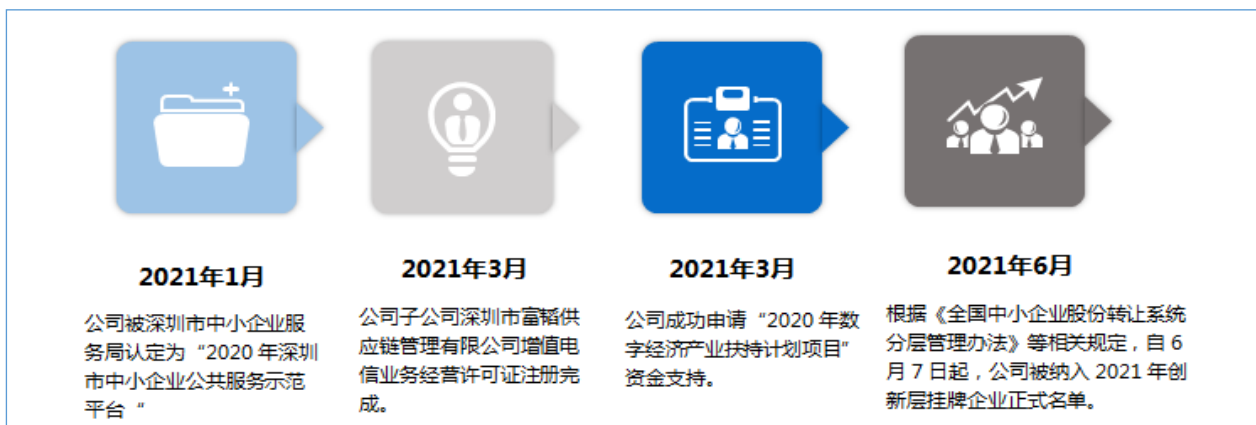 2021年1月
公司被深圳市中小企业服
务局认定为“2020 年深圳
市中小企业公共服务示范
平台“
2021年3月
公司子公司深圳市富韬供
应链管理有限公司增值电
信业务经营许可证注册完
成。
2021年3月
公司成功申请“2020 年数
字经济产业扶持计划项目”
资金支持。
2021年6月
根据《全国中小企业股份转让系统
分层管理办法》等相关规定，自 6
月 7 日起，公司被纳入 2021 年创
新层挂牌企业正式名单。